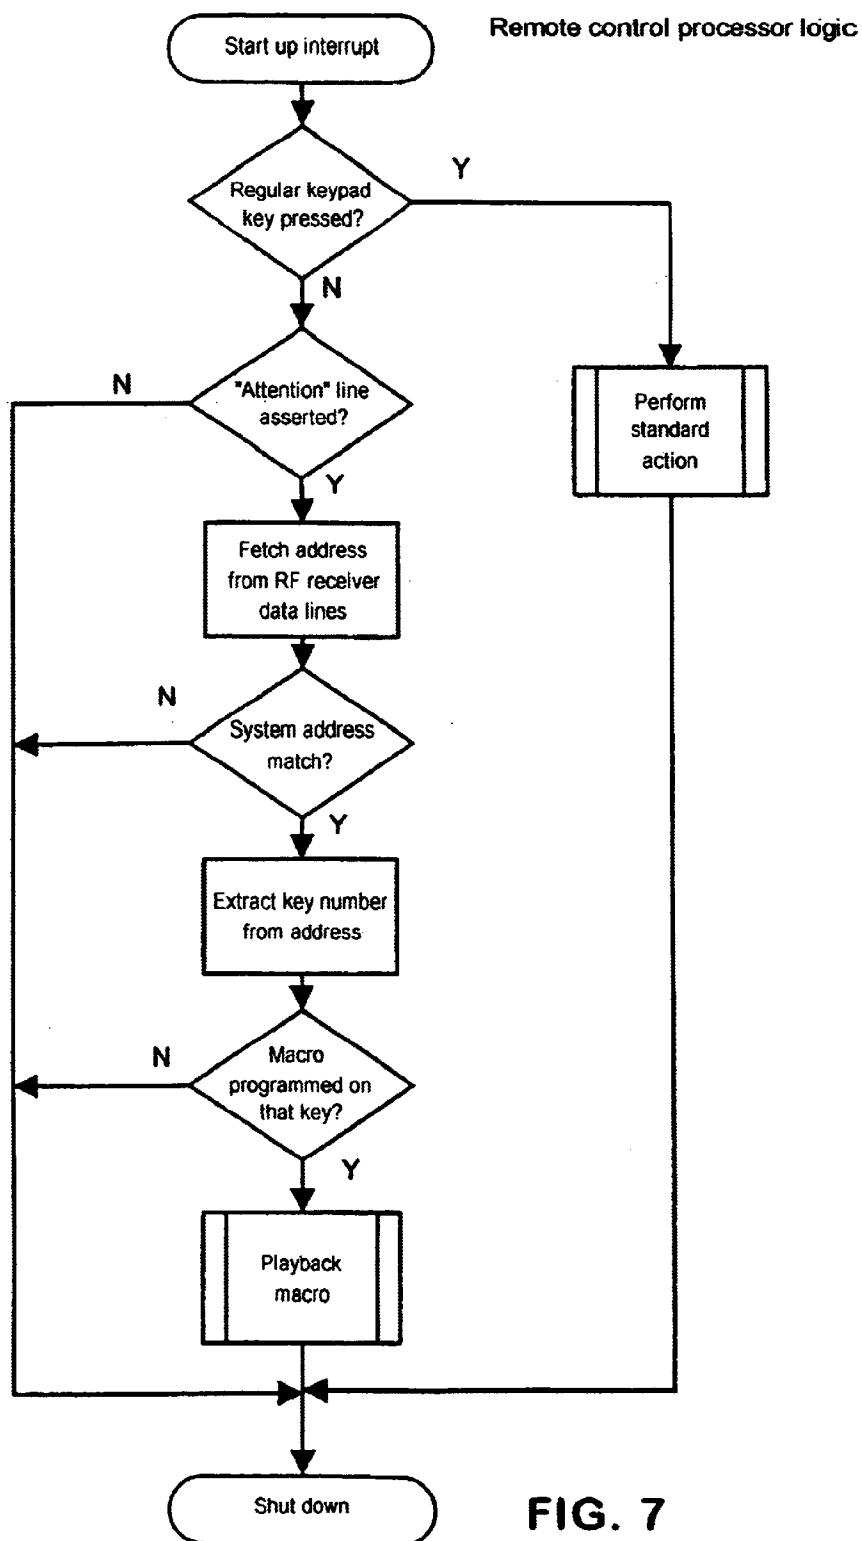 Remote control processor logic
Start up interrupt
Regular keypad
key pressed?
Y
N
"Attention" line
asserted?
N
Y
Perform
standard
action
Fetch address
from RF receiver
data lines
System address
match?
N
Y
Extract key number
from address
Macro
programmed on
that key?
N
Y
Playback
macro
Shut down
FIG. 7